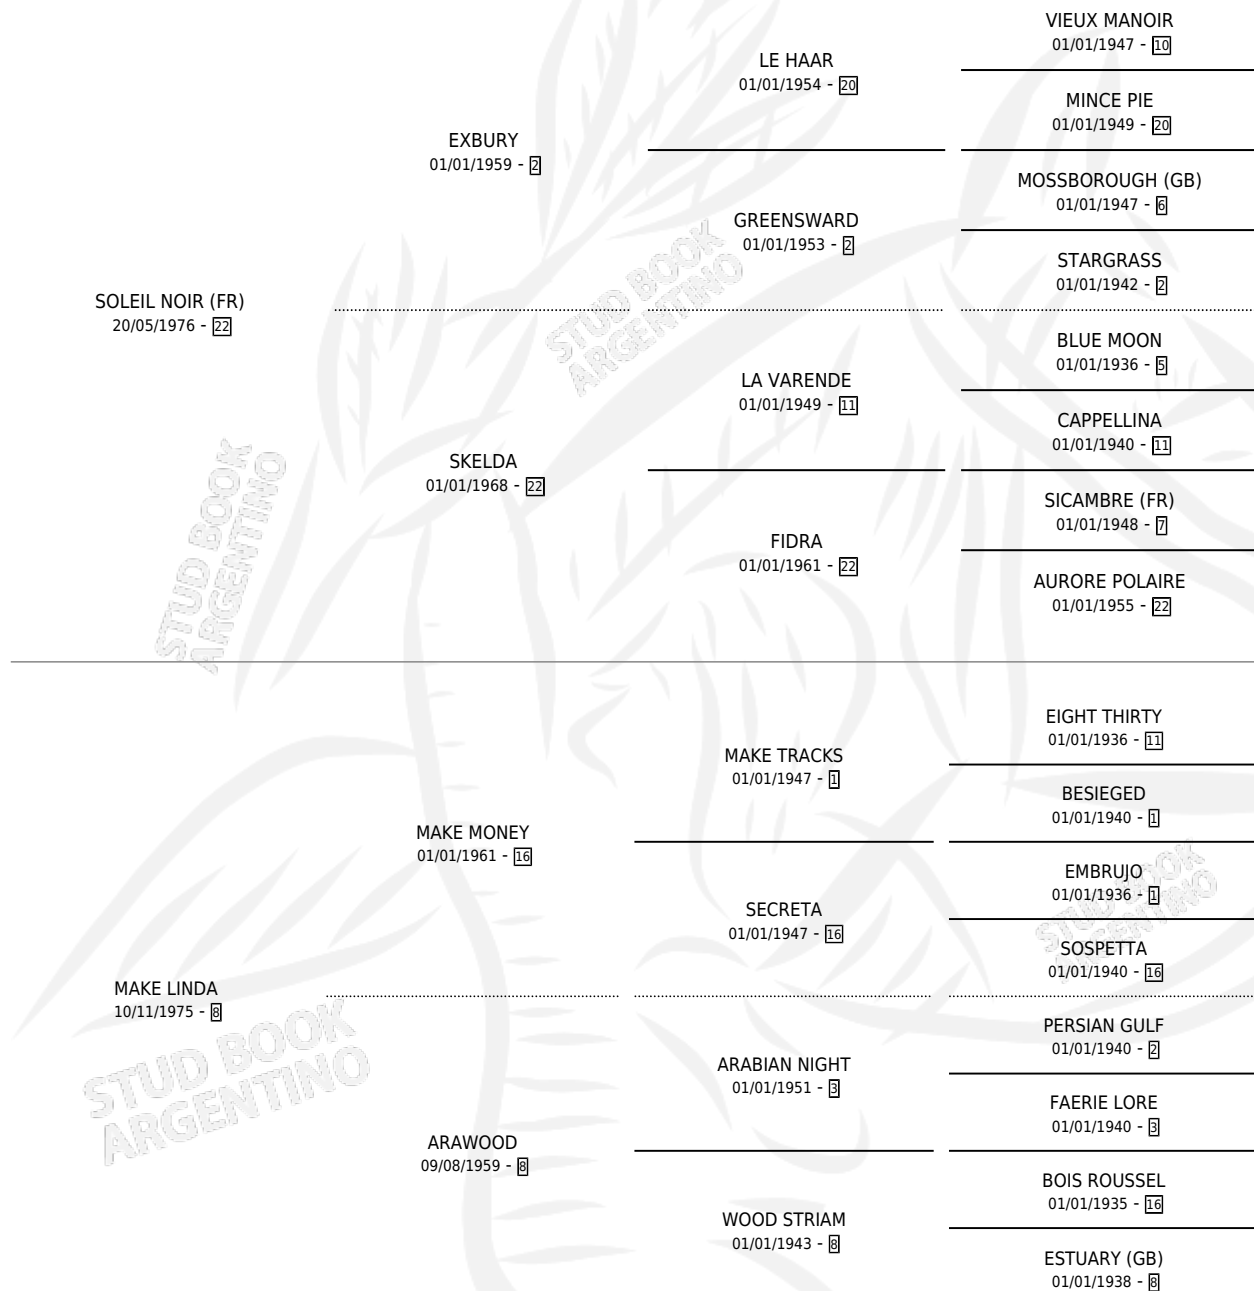 VIEUX MANOIR
01/01/1947 - 10
LE HAAR
01/01/1954 - 20
MINCE PIE
01/01/1949 - 20
EXBURY
01/01/1959 - 2
MOSSBOROUGH (GB)
01/01/1947 - 6
GREENSWARD
01/01/1953 - 2
STARGRASS
01/01/1942 - 2
SOLEIL NOIR (FR)
20/05/1976 - 22
STUD BOOK
ARGENTINO
BLUE MOON
01/01/1936 - 5
LA VARENDE
01/01/1949 - 11
CAPPELLINA
01/01/1940 - 11
SKELDA
01/01/1968 - 22
SICAMBRE (FR)
01/01/1948 - 7
FIDRA
01/01/1961 - 22
AURORE POLAIRE
01/01/1955 - 22
STUD BOOK
ARGENTINO
EIGHT THIRTY
01/01/1936 - 11
MAKE TRACKS
01/01/1947 - 1
BESIEGED
01/01/1940 - 1
MAKE MONEY
01/01/1961 - 16
EMBRUJO
01/01/1936 - 1
SECRETA
01/01/1947 - 16
SOSPETTA
01/01/1940 - 16
STUD BOOK
ARGENTINO
MAKE LINDA
10/11/1975 - 8
PERSIAN GULF
01/01/1940 - 2
ARABIAN NIGHT
01/01/1951 - 3
FAERIE LORE
01/01/1940 - 3
STUD BOOK
ARGENTINO
ARAWOOD
09/08/1959 - 8
BOIS ROUSSEL
01/01/1935 - 16
WOOD STRIAM
01/01/1943 - 8
ESTUARY (GB)
01/01/1938 - 8